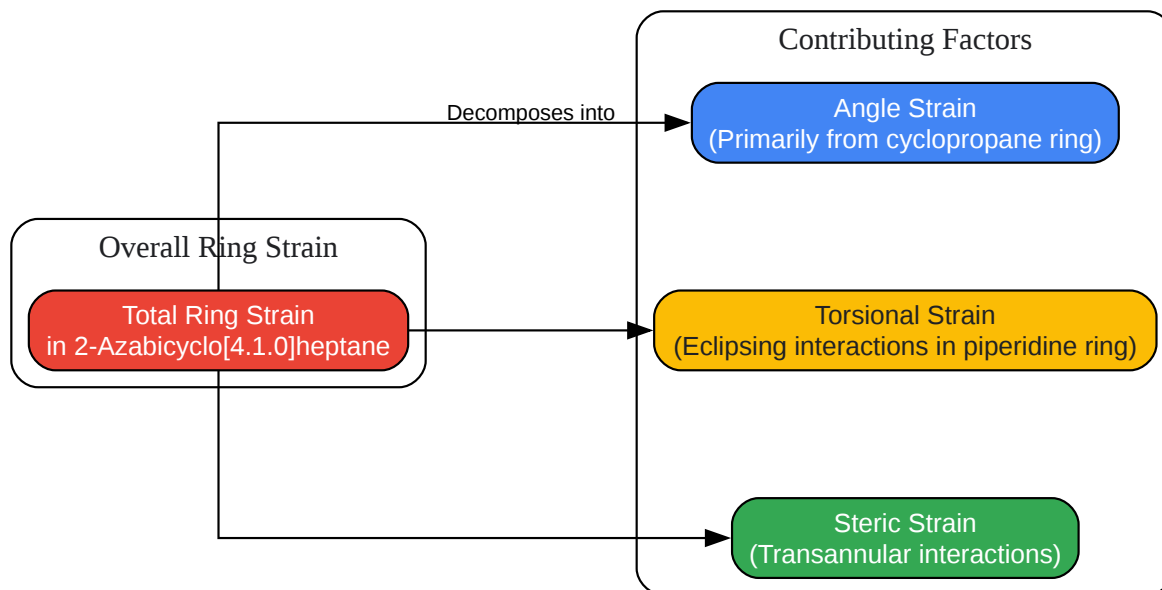 Contributing Factors
Angle Strain
(Primarily from cyclopropane ring)
Decomposes into
Overall Ring Strain
Total Ring Strain
in 2-Azabicyclo[4.1.0]heptane
Torsional Strain
(Eclipsing interactions in piperidine ring)
Steric Strain
(Transannular interactions)